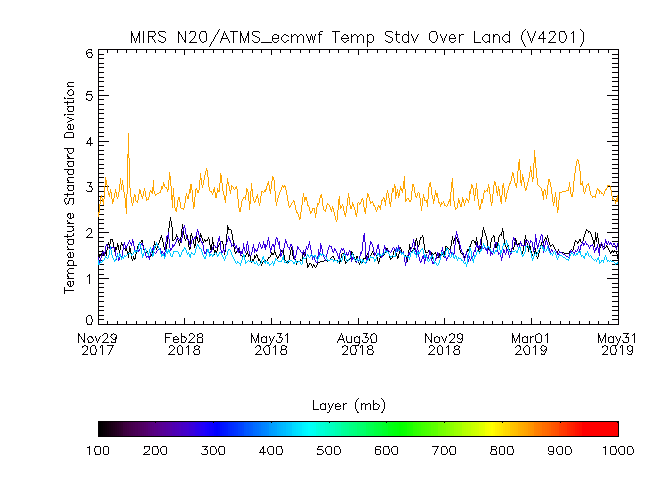 MIRS N20/ATMS_ecmwf Temp Stdv Over Land (V4201)
Temperature Standard Deviation
6
5
4
3
2
1
0
Nov29 Feb28 May31 Aug30 Nov29 Mar01 May31
2017 2018 2018 2018 2018 2019 2019
Layer (mb)
100 200 300 400 500 600 700 800 900 1000